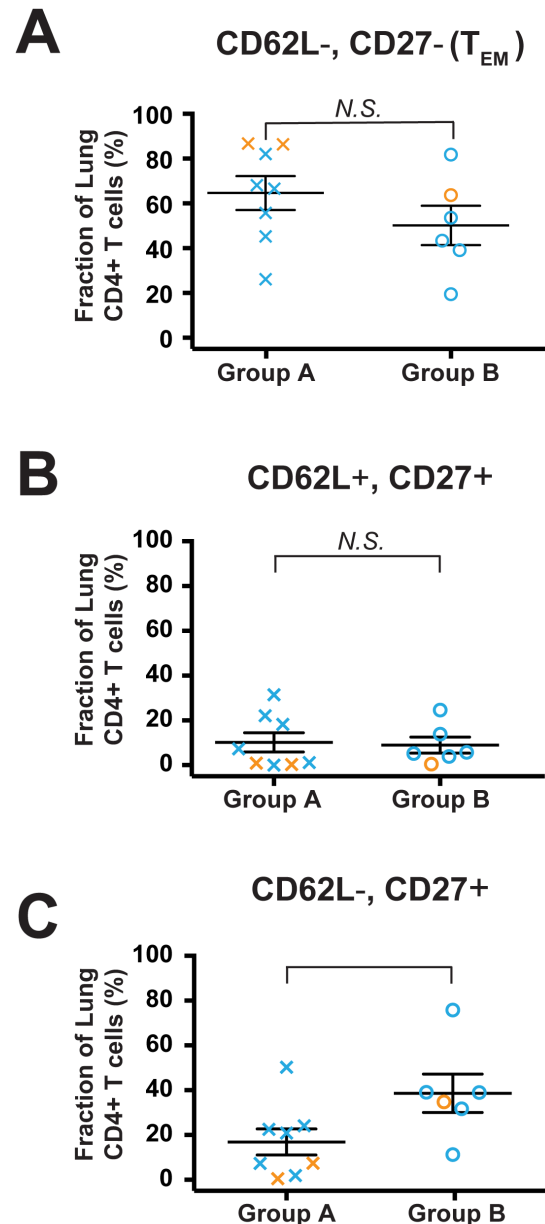 A
CD62L-, CD27- (TEM)
N.S.
Fraction of Lung
CD4+ T cells (%)
100
80
60
40
20
0
Group A
Group B
B
CD62L+, CD27+
N.S.
Fraction of Lung
CD4+ T cells (%)
100
80
60
40
20
0
Group A
Group B
C
CD62L-, CD27+
Fraction of Lung
CD4+ T cells (%)
100
80
60
40
20
0
Group A
Group B